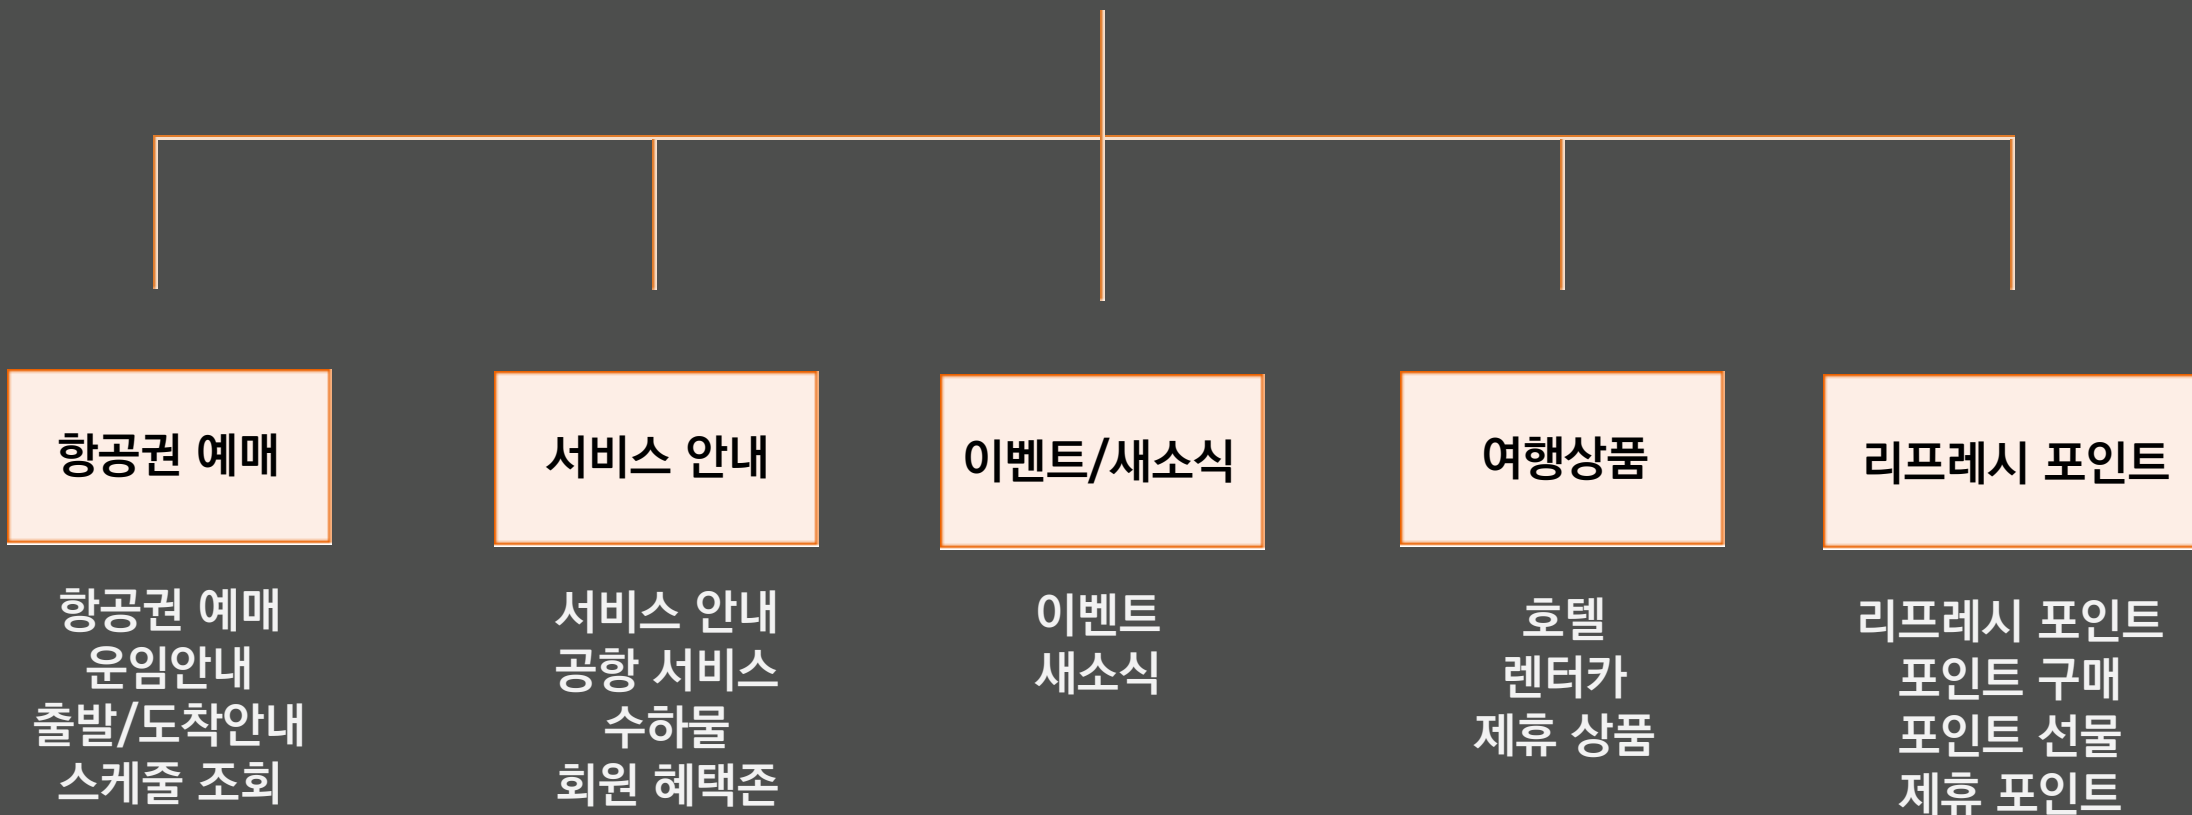 항공권 예매
서비스 안내
이벤트/새소식
여행상품
리프레시 포인트
항공권 예매
운임안내
출발/도착안내
스케줄 조회
서비스 안내
공항 서비스
수하물
회원 혜택존
이벤트
새소식
호텔
렌터카
제휴 상품
리프레시 포인트
포인트 구매
포인트 선물
제휴 포인트